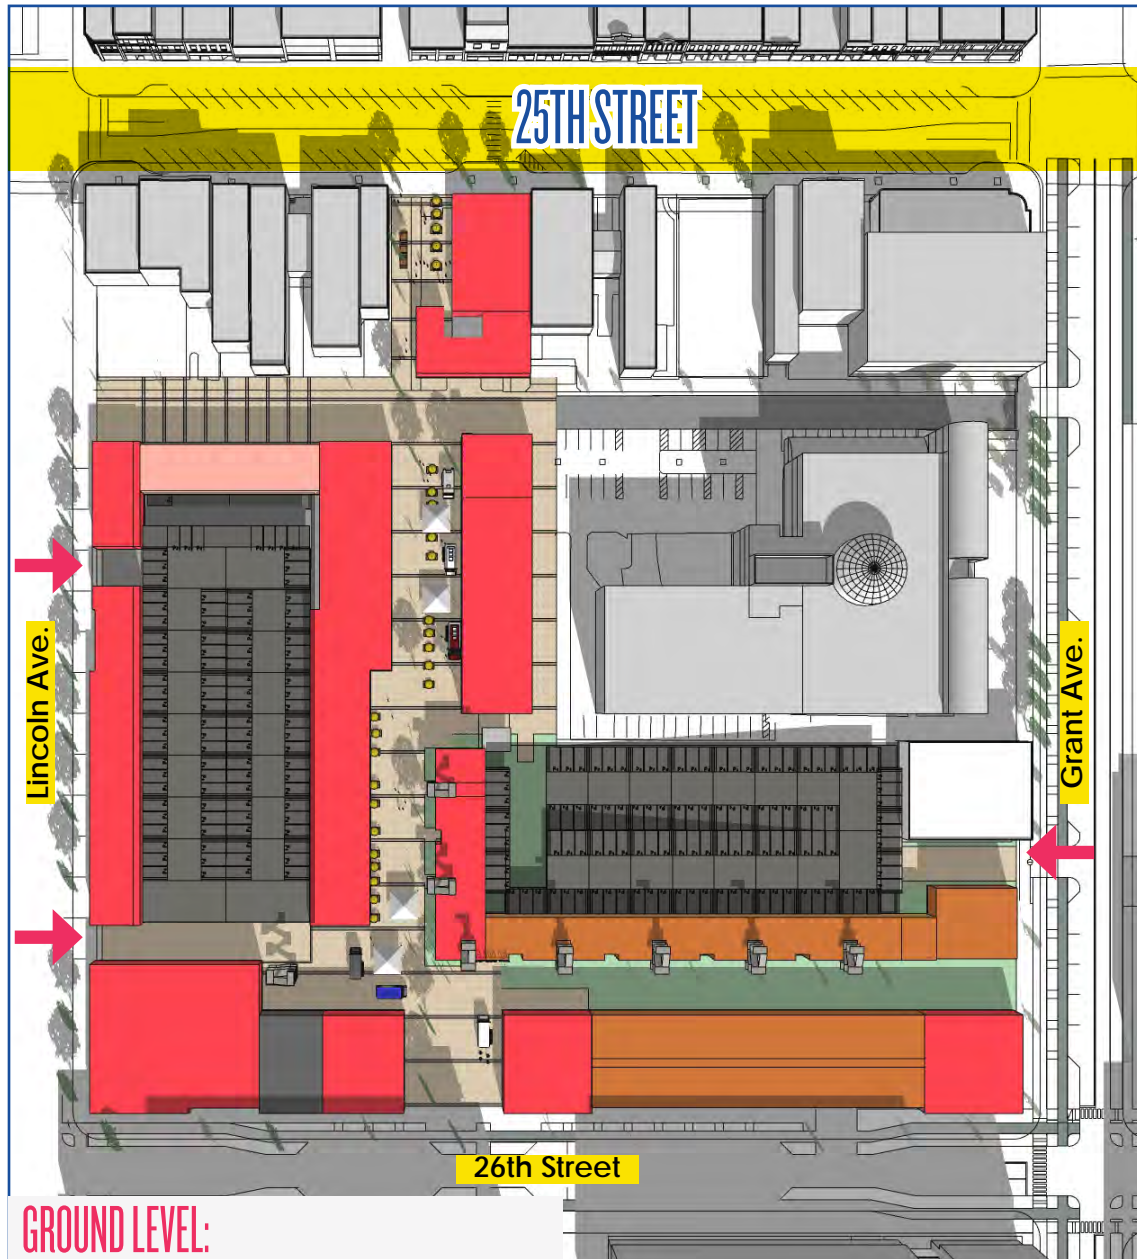 25TH STREET
Lincoln Ave.
Grant Ave.
26th Street
GROUND LEVEL: